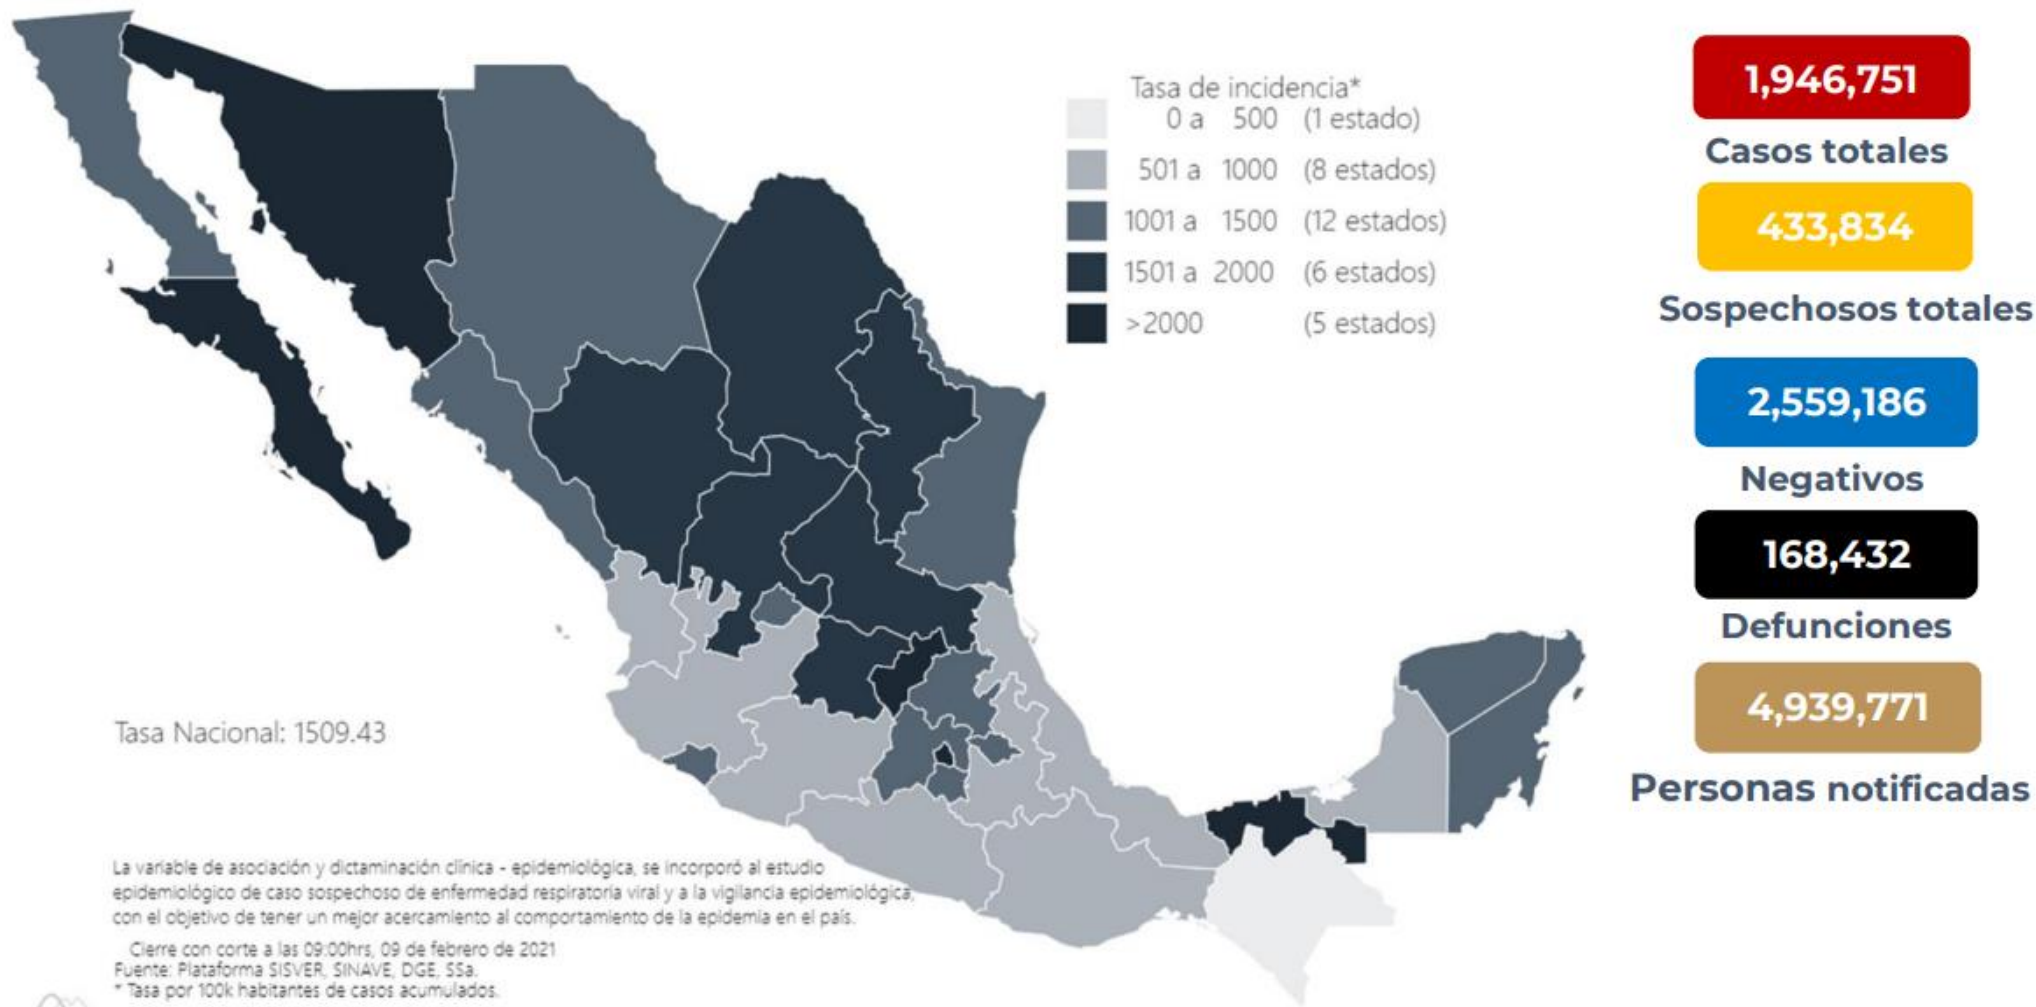 Tasa de incidencia*
0 a 500 (1 estado)
501 a 1000 (8 estados)
1001 a 1500 (12 estados)
1501 a 2000 (6 estados)
>2000 (5 estados)
1,946,751
Casos totales
433,834
Sospechosos totales
2,559,186
Negativos
168,432
Defunciones
4,939,771
Personas notificadas
Tasa Nacional: 1509.43
La variable de asociación y dictaminación clínica - epidemiológica, se incorporó al estudio
epidemiológico de caso sospechoso de enfermedad respiratoria viral y a la vigilancia epidemiológica,
con el objetivo de tener un mejor acercamiento al comportamiento de la epidemia en el país.
Cierre con corte a las 09:00hrs, 09 de febrero de 2021
Fuente: Plataforma SISVER, SINAVE, DGE, SSa.
* Tasa por 100k habitantes de casos acumulados.